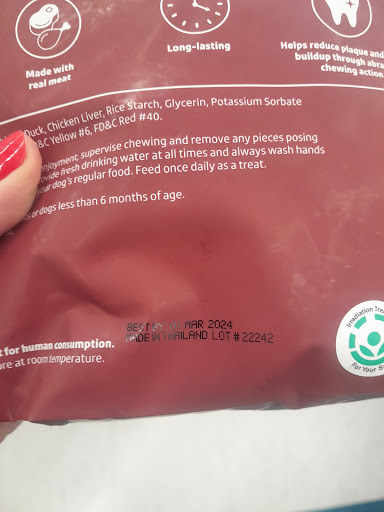 Made with
real meat
Long-lasting
Helps reduce plaque and
buildup through abra
chewing action
Duck, Chicken Liver, Rice Starch, Glycerin, Potassium Sorbate
&C Yellow #6, FD&C Red #40.
enjoyment, supervise chewing and remove any pieces posing
ovide fresh drinking water at all times and always wash hands
our dog's regular food. Feed once daily as a treat.
s or dogs less than 6 months of age.
BEST BY MAR 2024
MADE IN THAILAND LOT # 22242
t for human consumption.
ore at room temperature.
Irradiation Trea
For Your S